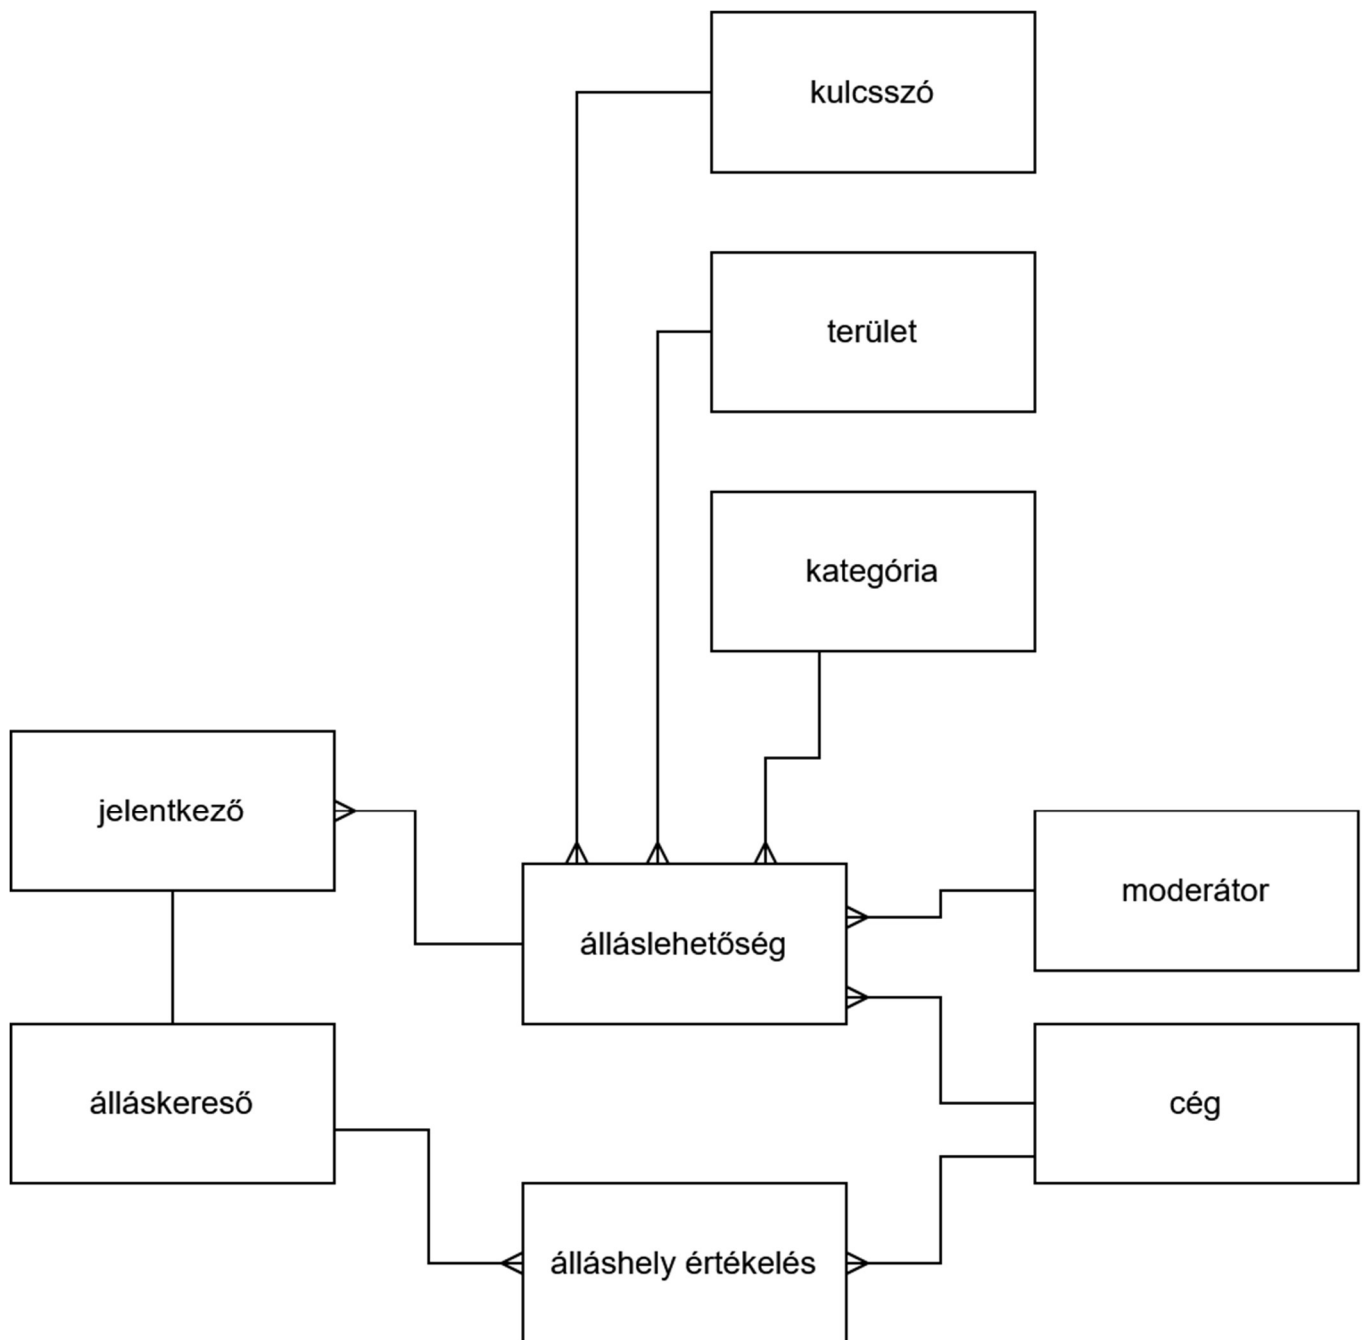 kulcsszó
terület
kategória
jelentkező
moderátor
álláslehetőség
álláskereső
cég
álláshely értékelés